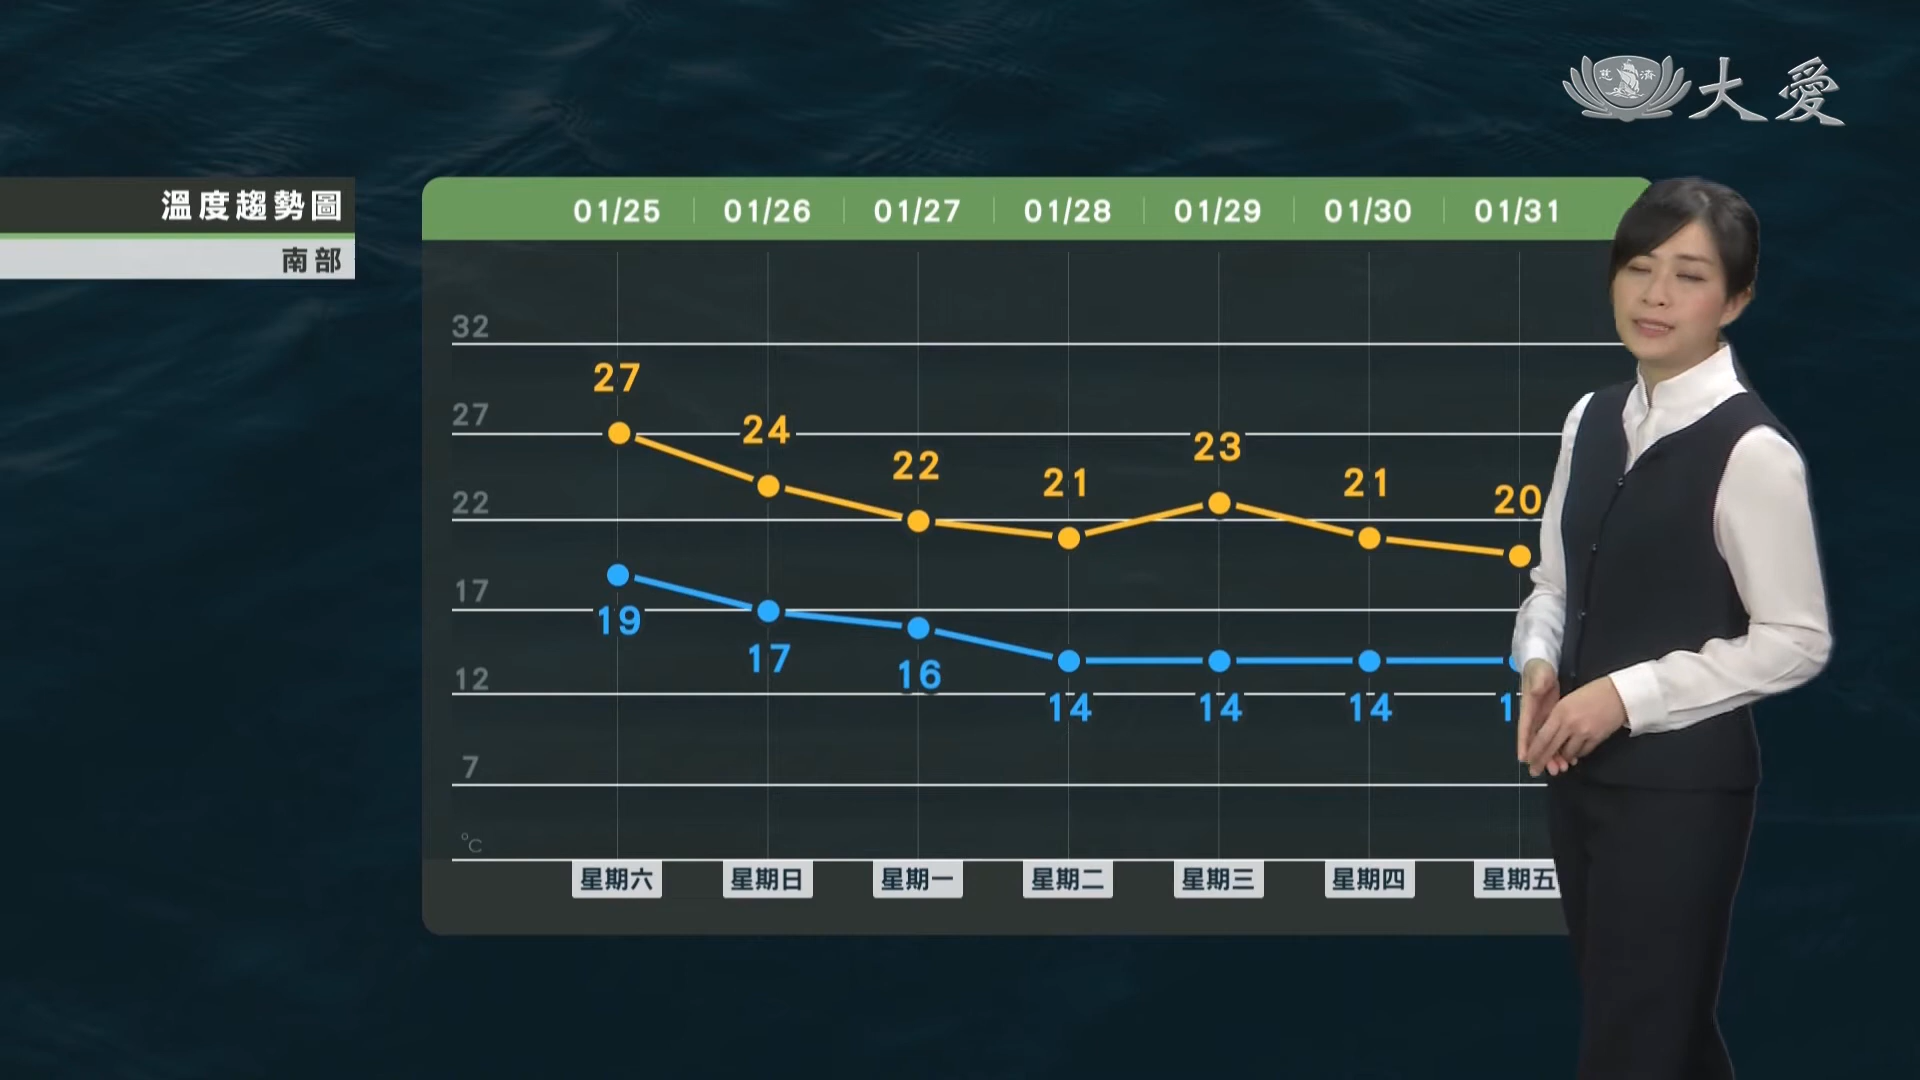 慈濟
大愛
溫度趨勢圖
南部
01/25 01/26 01/27 01/28 01/29 01/30 01/31
32
27
22
17
12
7
°C
27 24 22 21 23 21 20
19 17 16 14 14 14
星期六 星期日 星期一 星期二 星期三 星期四 星期五